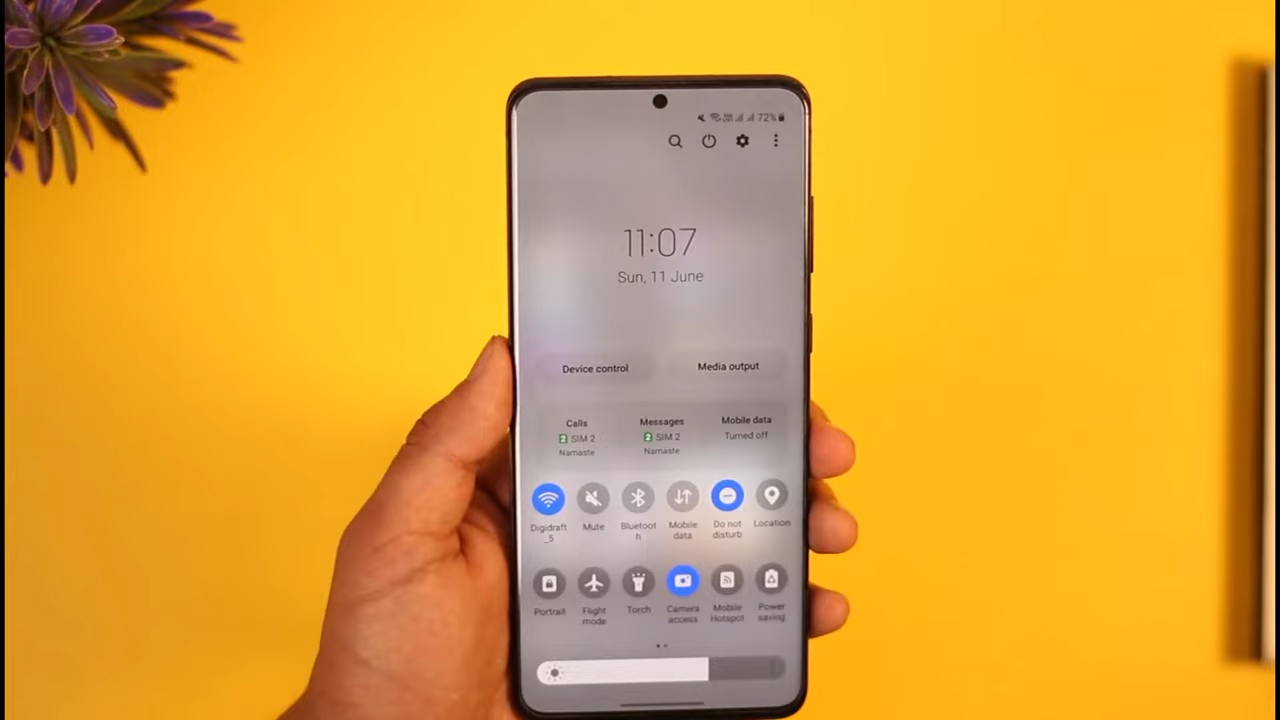 72%
11:07
Sun, 11 June
Device control
Media output
Calls
2 SIM 2
Namaste
Messages
2 SIM 2
Namaste
Mobile data
Turned off
Digidraft
_5
Mute
Bluetoot
h
Mobile
data
Do not
disturb
Location
Portrait
Flight
mode
Torch
Camera
access
Mobile
Hotspot
Power
saving